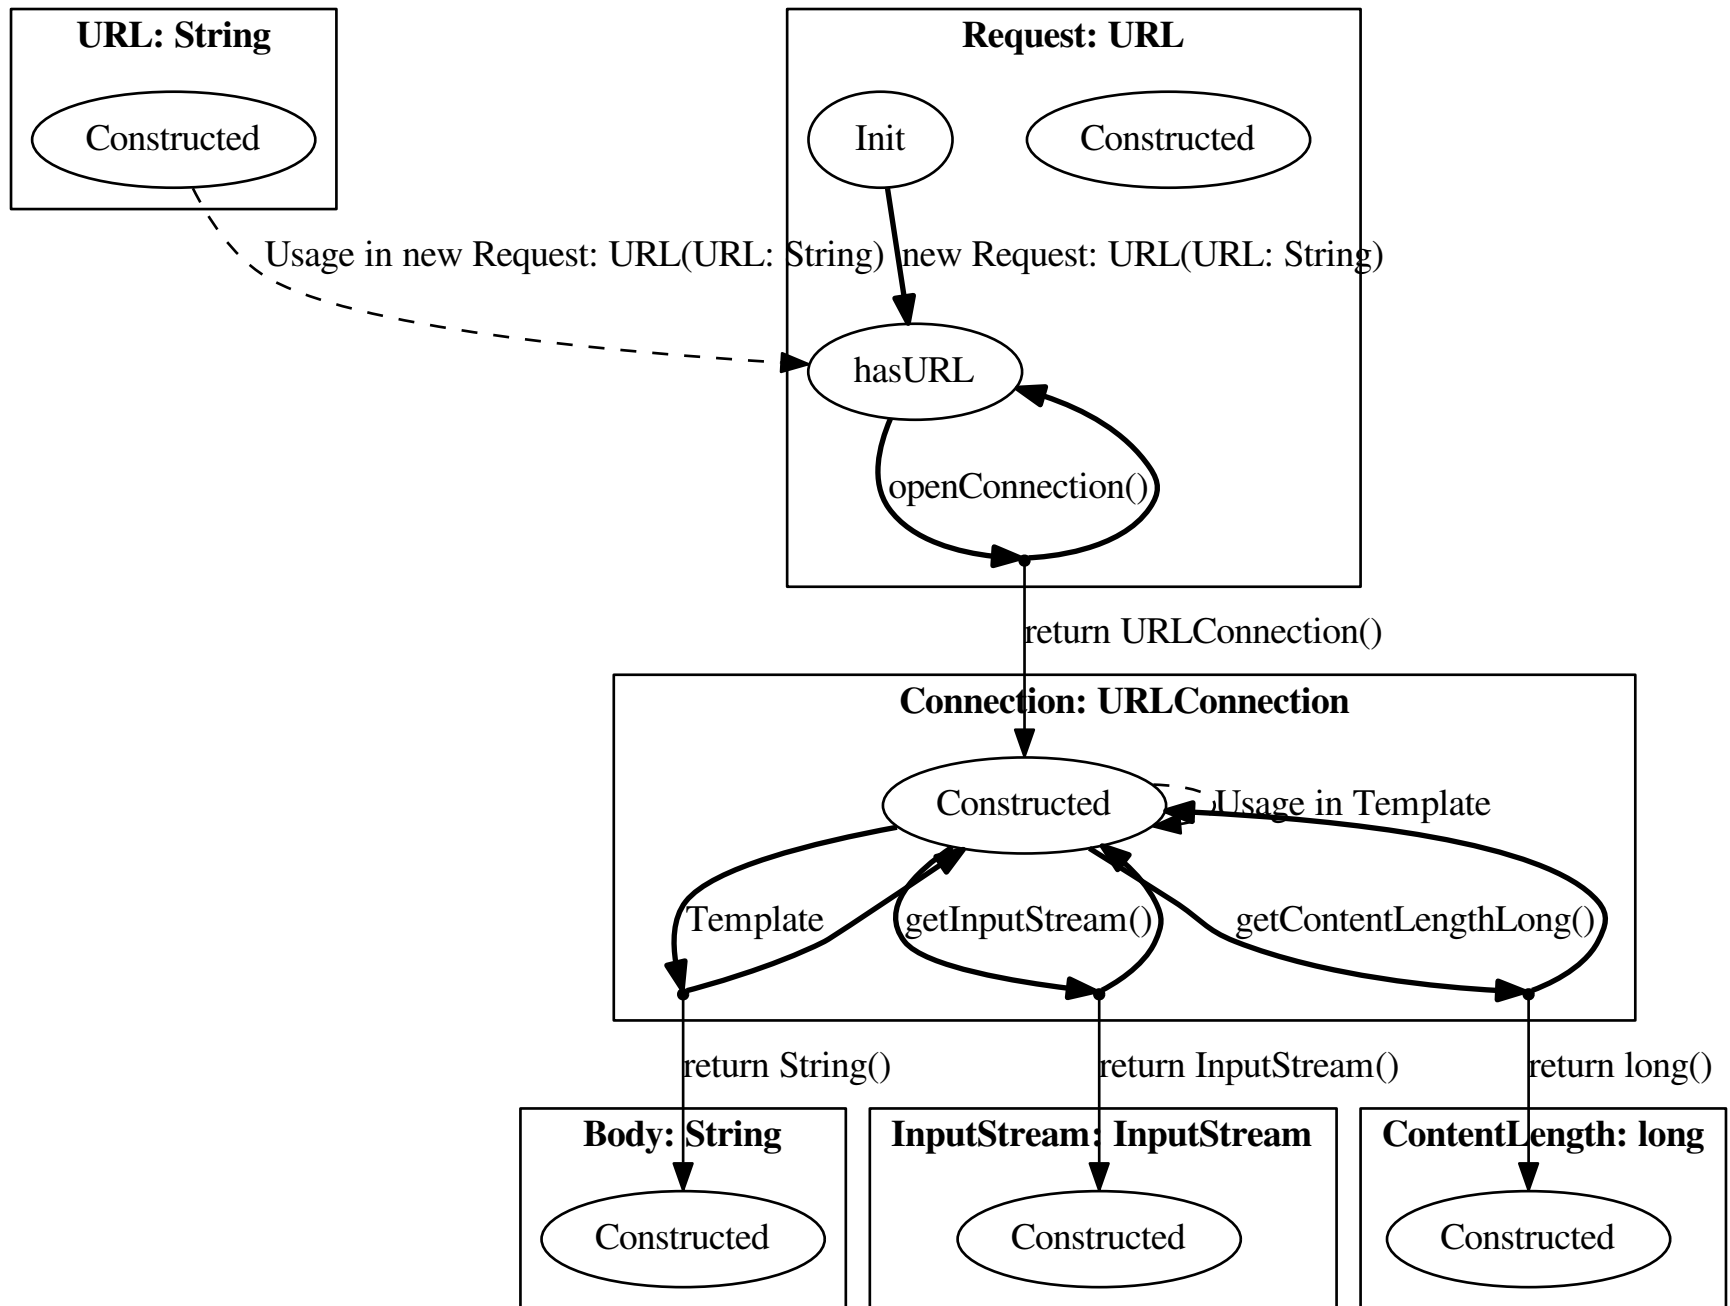 URL: String
Request: URL
Constructed
Init
Constructed
Usage in new Request: URL(URL: String)
new Request: URL(URL: String)
hasURL
openConnection()
return URLConnection()
Connection: URLConnection
Constructed
Usage in Template
Template
getInputStream()
getContentLengthLong()
return String()
return InputStream()
return long()
Body: String
InputStream: InputStream
ContentLength: long
Constructed
Constructed
Constructed